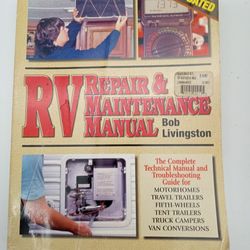 UPDATED
RV REPAIR &
MAINTENANCE
MANUAL
Bob
Livingston
The Complete
Technical Manual and
Troubleshooting
Guide for
MOTORHOMES
TRAVEL TRAILERS
FIFTH-WHEELS
TENT TRAILERS
TRUCK CAMPERS
VAN CONVERSIONS